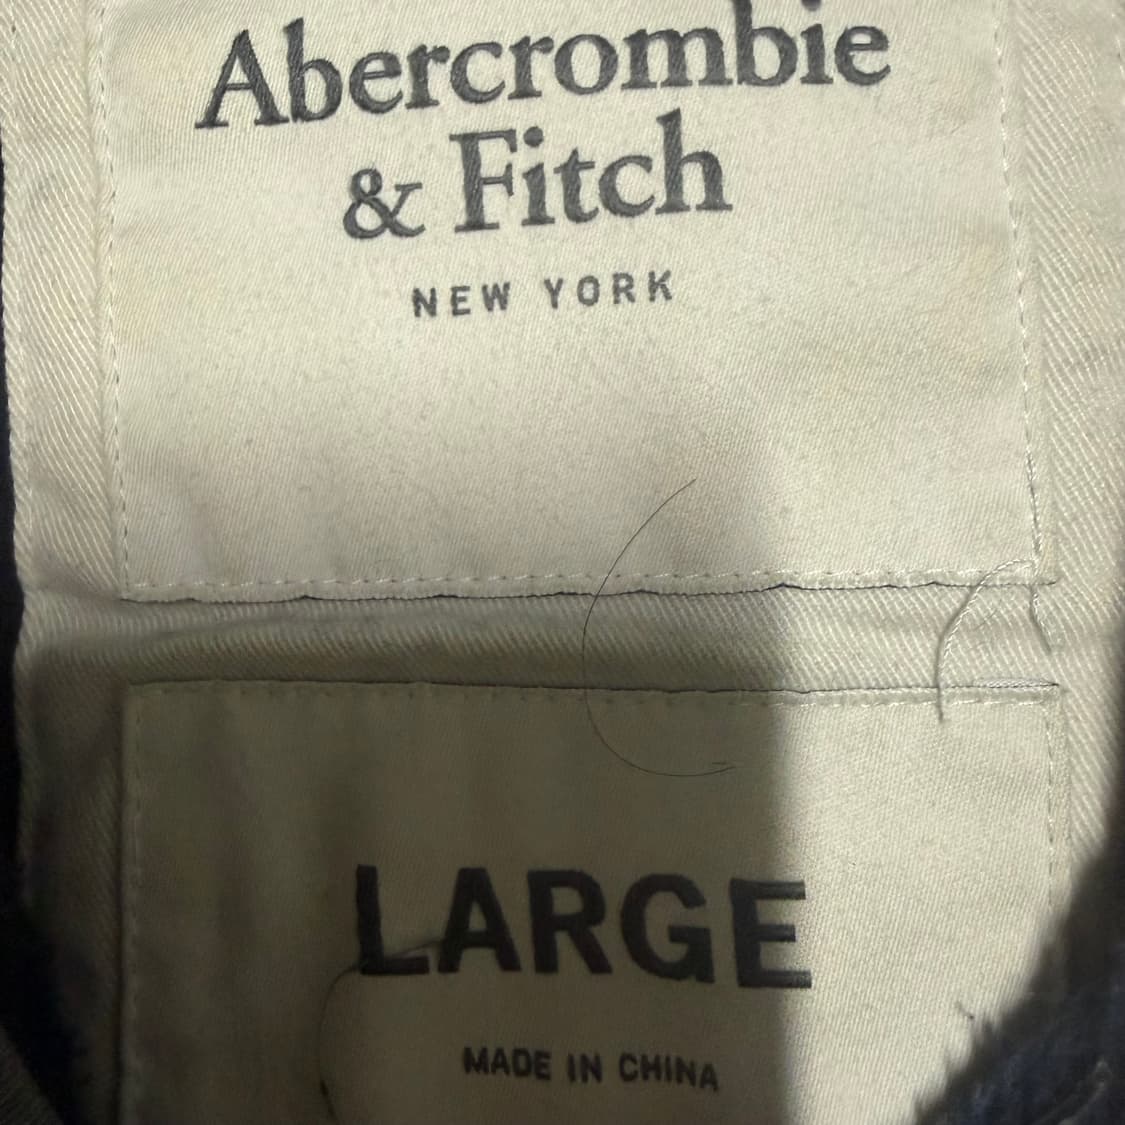 Abercrombie
& Fitch
NEW YORK
LARGE
MADE IN CHINA